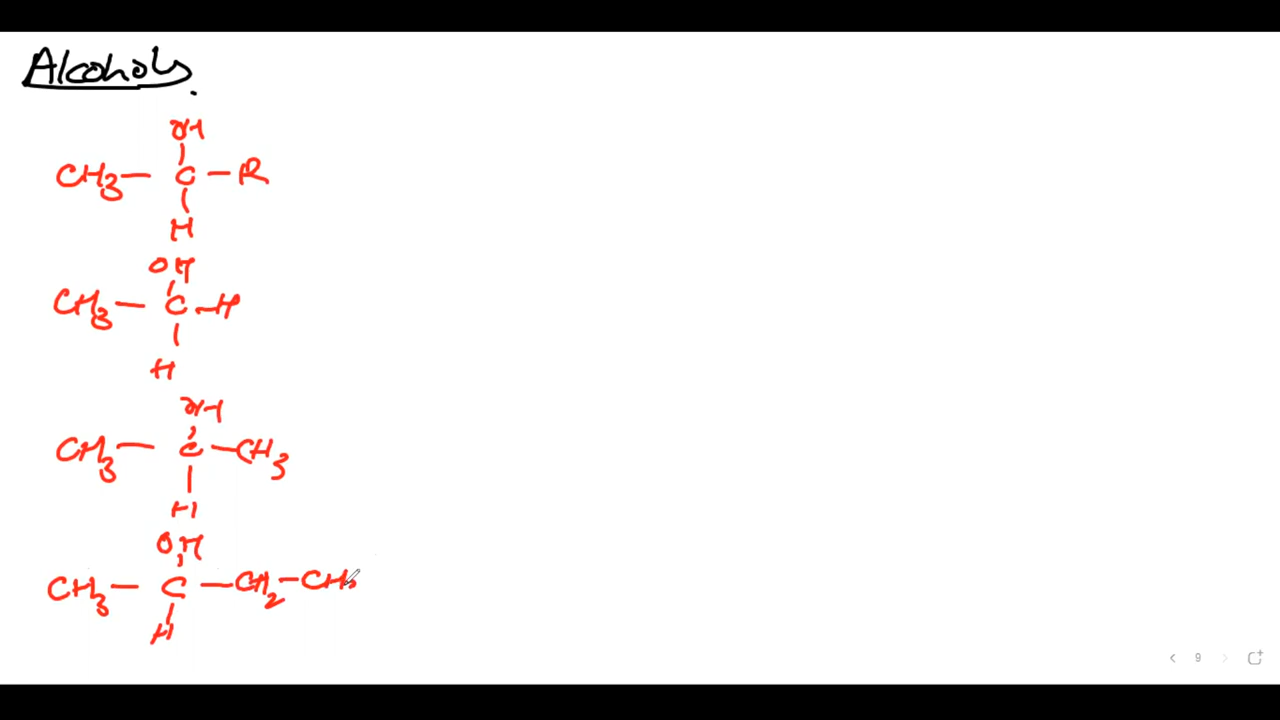 Alcohols
OH
CH3 — C — R
H
OH
CH3 — C — H
H
OH
CH3 — C — CH3
H
OH
CH3 — C — CH2 — CH3
H
9